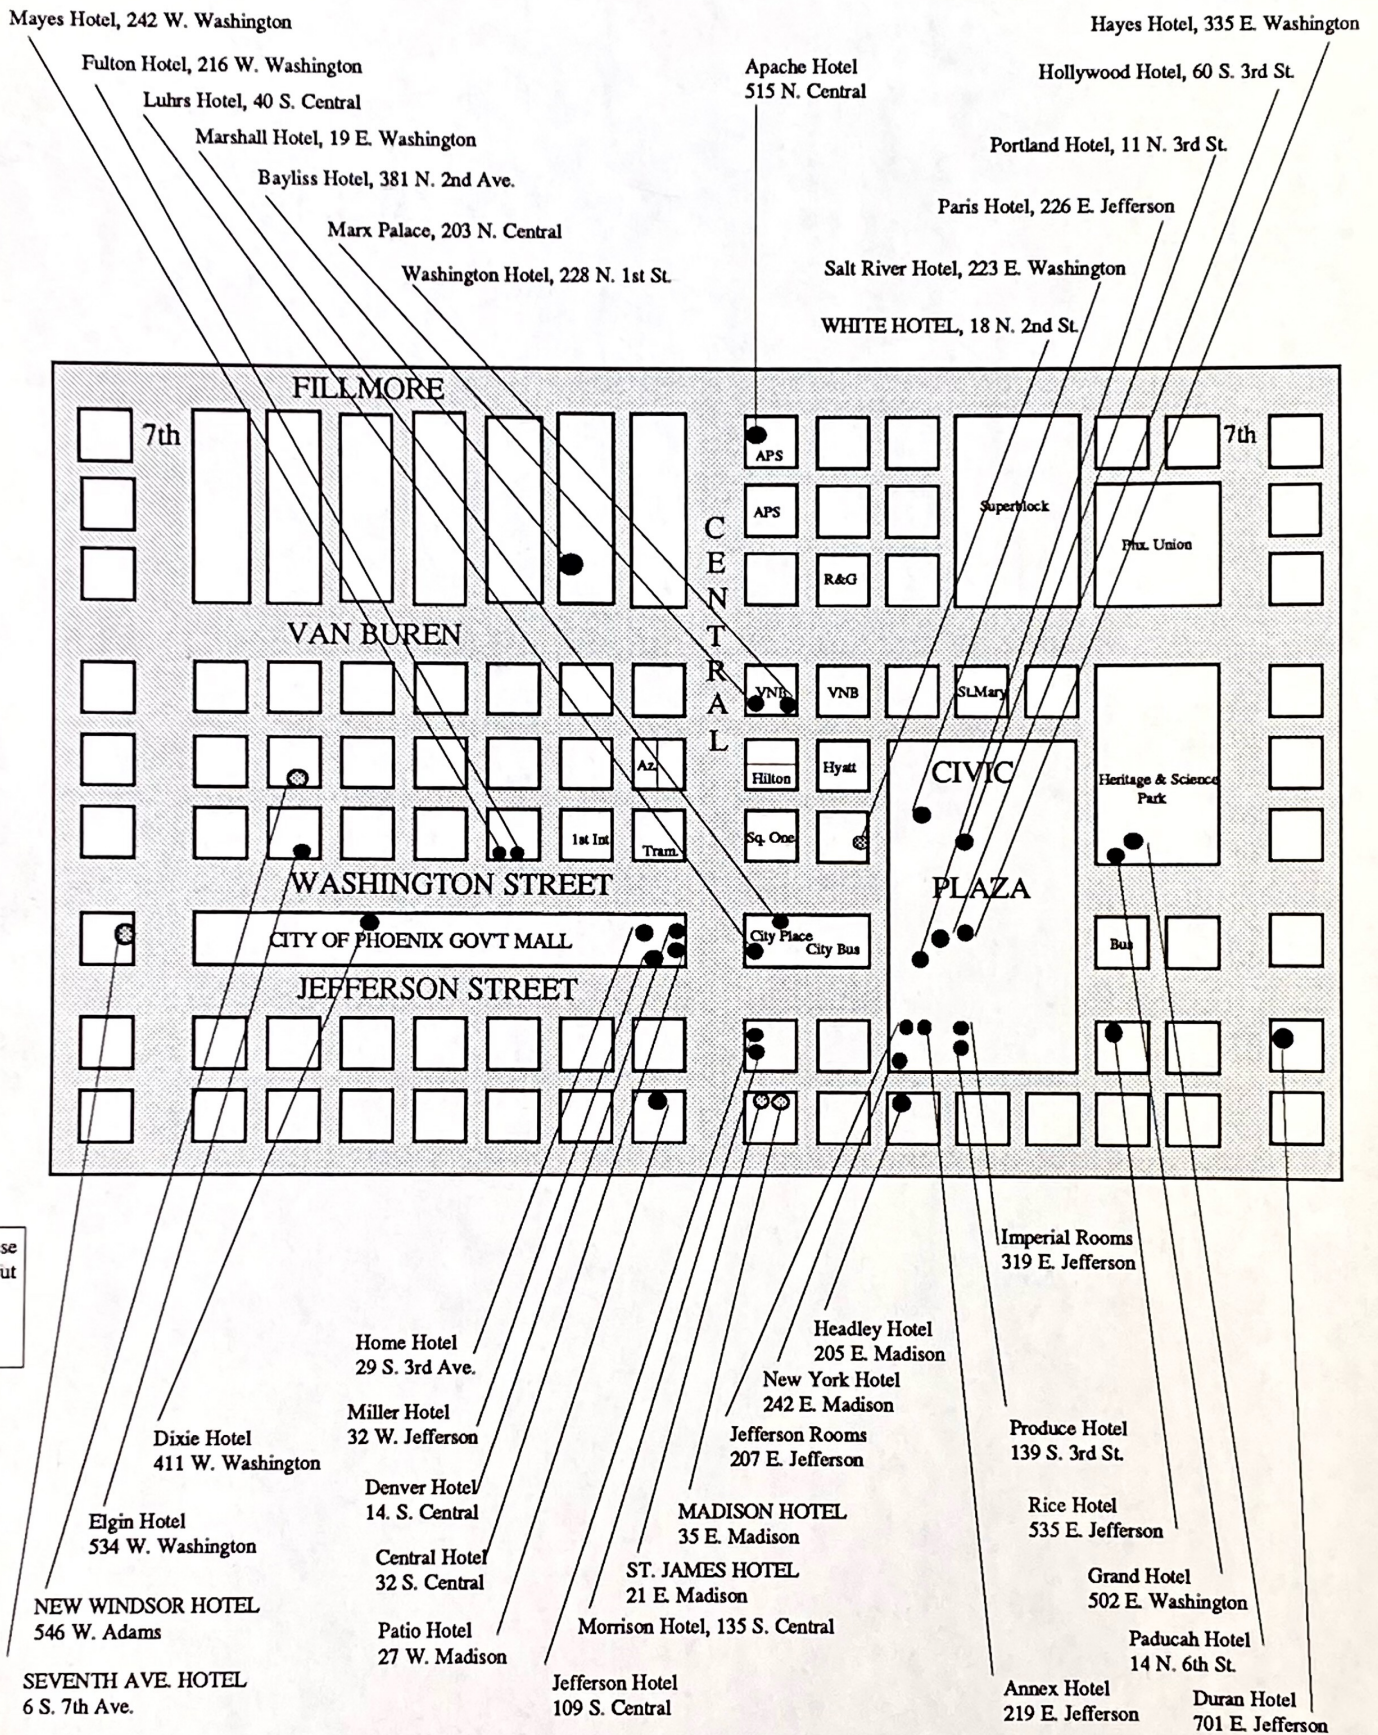 Mayes Hotel, 242 W. Washington
Fulton Hotel, 216 W. Washington
Luhrs Hotel, 40 S. Central
Marshall Hotel, 19 E. Washington
Bayliss Hotel, 381 N. 2nd Ave.
Marx Palace, 203 N. Central
Washington Hotel, 228 N. 1st St.
Apache Hotel
515 N. Central
Hayes Hotel, 335 E. Washington
Hollywood Hotel, 60 S. 3rd St.
Portland Hotel, 11 N. 3rd St.
Paris Hotel, 226 E. Jefferson
Salt River Hotel, 223 E. Washington
WHITE HOTEL, 18 N. 2nd St.
FILLMORE
7th
7th
APS
APS
R&G
Superblock
Phx. Union
CENTRAL
VAN BUREN
VNB
VNB
St.Mary
Az.
Hilton
Hyatt
CIVIC
PLAZA
Heritage & Science
Park
1st Int
Tram.
Sq. One
WASHINGTON STREET
CITY OF PHOENIX GOV'T MALL
City Place
City Bus
Bus
JEFFERSON STREET
se
ut
Imperial Rooms
319 E. Jefferson
Headley Hotel
205 E. Madison
New York Hotel
242 E. Madison
Jefferson Rooms
207 E. Jefferson
MADISON HOTEL
35 E. Madison
ST. JAMES HOTEL
21 E. Madison
Morrison Hotel, 135 S. Central
Jefferson Hotel
109 S. Central
Home Hotel
29 S. 3rd Ave.
Miller Hotel
32 W. Jefferson
Denver Hotel
14. S. Central
Central Hotel
32 S. Central
Patio Hotel
27 W. Madison
Dixie Hotel
411 W. Washington
Elgin Hotel
534 W. Washington
NEW WINDSOR HOTEL
546 W. Adams
SEVENTH AVE. HOTEL
6 S. 7th Ave.
Produce Hotel
139 S. 3rd St.
Rice Hotel
535 E. Jefferson
Grand Hotel
502 E. Washington
Paducah Hotel
14 N. 6th St.
Annex Hotel
219 E. Jefferson
Duran Hotel
701 E. Jefferson